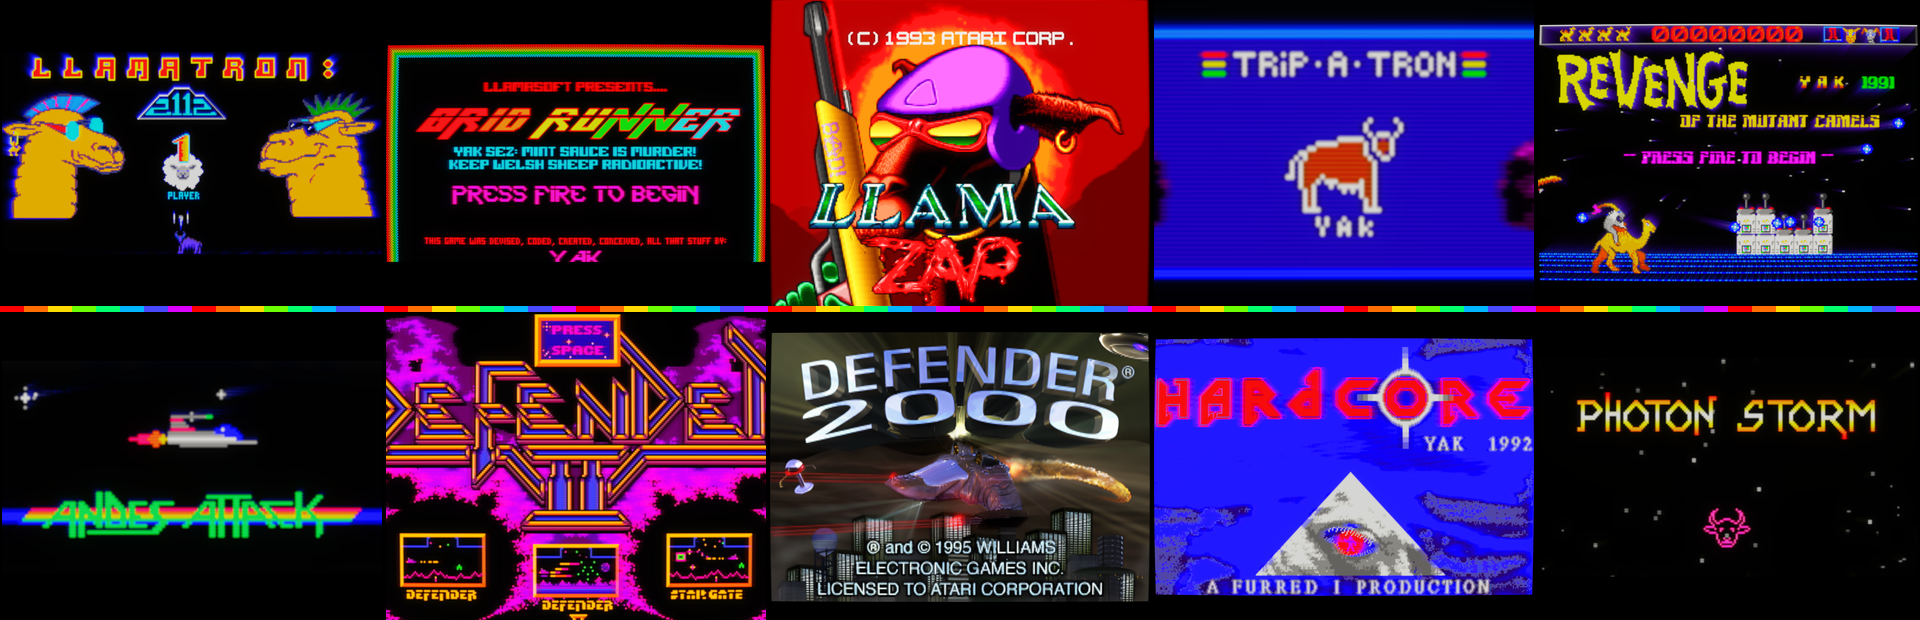 LLAMATRON:
2112
1
PLAYER
LLAMASOFT PRESENTS....
GRID RUNNER
YAK SEZ: MINT SAUCE IS MURDER!
KEEP WELSH SHEEP RADIOACTIVE!
PRESS FIRE TO BEGIN
THIS GAME WAS DEVISED, CODED, CREATED, CONCEIVED, ALL THAT STUFF BY:
YAK
(C) 1993 ATARI CORP.
LLAMA
ZAP
TRiP·A·TRON
YAK
00000000
REVENGE
YAK 1991
OF THE MUTANT CAMELS
- PRESS FIRE TO BEGIN -
ANDES ATTACK
PRESS
SPACE
DEFENDER
II
DEFENDER
DEFENDER
II
STARGATE
DEFENDER®
2000
® and © 1995 WILLIAMS
ELECTRONIC GAMES INC.
LICENSED TO ATARI CORPORATION
HARDCORE
YAK 1992
A FURRED I PRODUCTION
PHOTON STORM